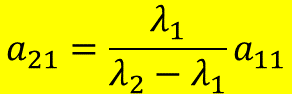 a₂₁ = λ₁ / (λ₂ − λ₁) a₁₁